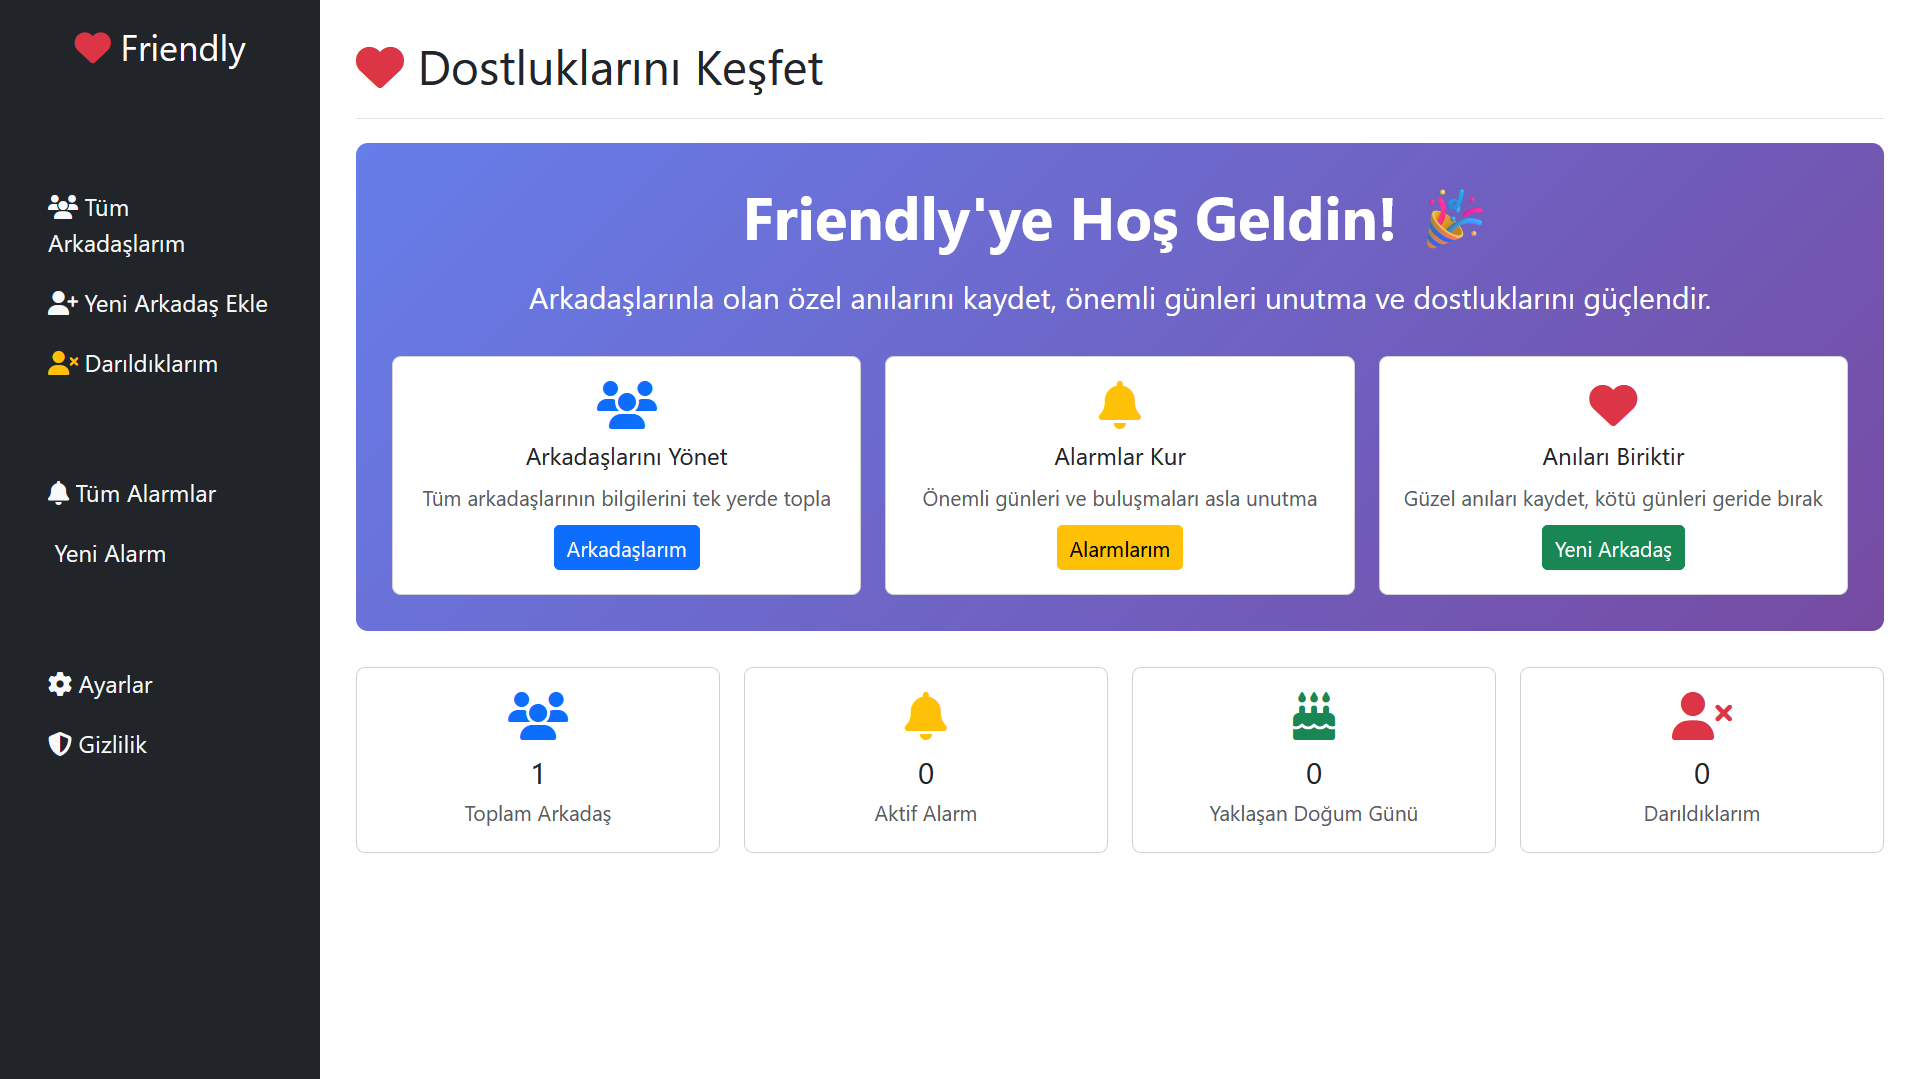 Friendly
Tüm
Arkadaşlarım
Yeni Arkadaş Ekle
Darıldıklarım
Tüm Alarmlar
Yeni Alarm
Ayarlar
Gizlilik
Dostluklarını Keşfet
Friendly'ye Hoş Geldin! 🎉
Arkadaşlarınla olan özel anılarını kaydet, önemli günleri unutma ve dostluklarını güçlendir.
Arkadaşlarını Yönet
Tüm arkadaşlarının bilgilerini tek yerde topla
Arkadaşlarım
Alarmlar Kur
Önemli günleri ve buluşmaları asla unutma
Alarmlarım
Anıları Biriktir
Güzel anıları kaydet, kötü günleri geride bırak
Yeni Arkadaş
1
Toplam Arkadaş
0
Aktif Alarm
0
Yaklaşan Doğum Günü
0
Darıldıklarım